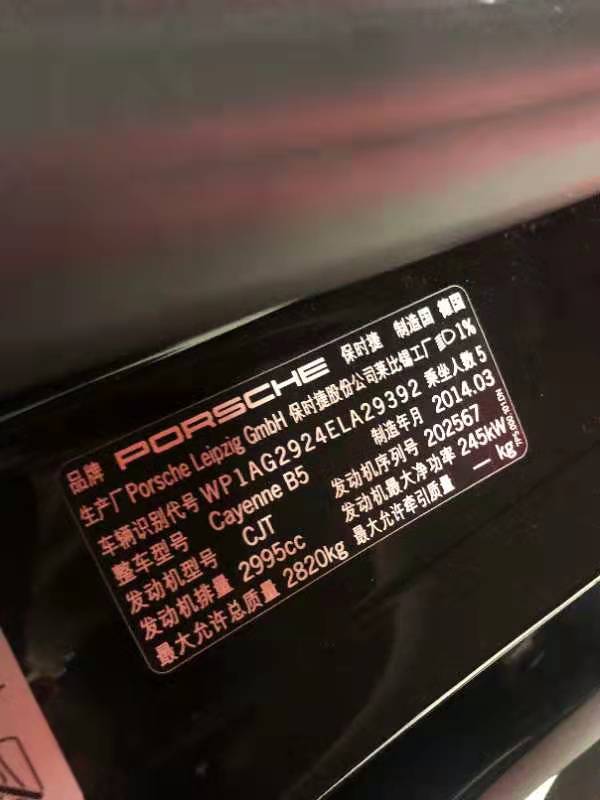 品牌 PORSCHE 保时捷 制造国 德国
生产厂 Porsche Leipzig GmbH 保时捷股份公司莱比锡工厂 D1%
车辆识别代号 WP1AG2924ELA29392 乘坐人数 5
整车型号 Cayenne B5 制造年月 2014.03
发动机型号 CJT 发动机序列号 202567
发动机排量 2995cc 发动机最大净功率 245kW
最大允许总质量 2820kg 最大允许牵引质量 — kg